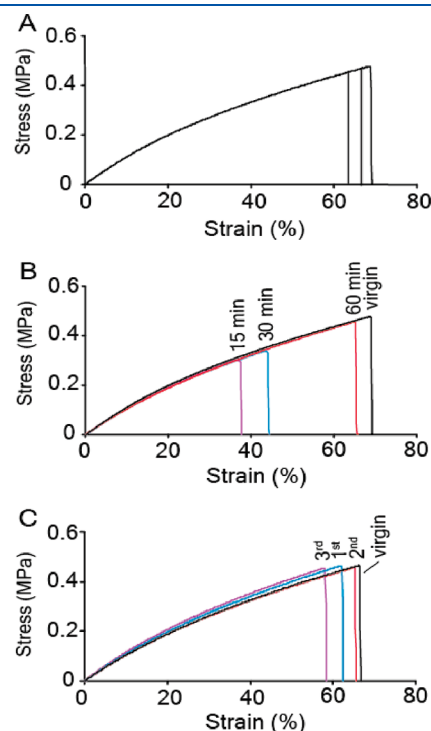 A
0.6
0.4
0.2
0
Stress (MPa)
0 20 40 60 80
Strain (%)
B
0.6
0.4
0.2
0
Stress (MPa)
15 min
30 min
60 min
virgin
0 20 40 60 80
Strain (%)
C
0.6
0.4
0.2
0
Stress (MPa)
3rd
1st
2nd
virgin
0 20 40 60 80
Strain (%)